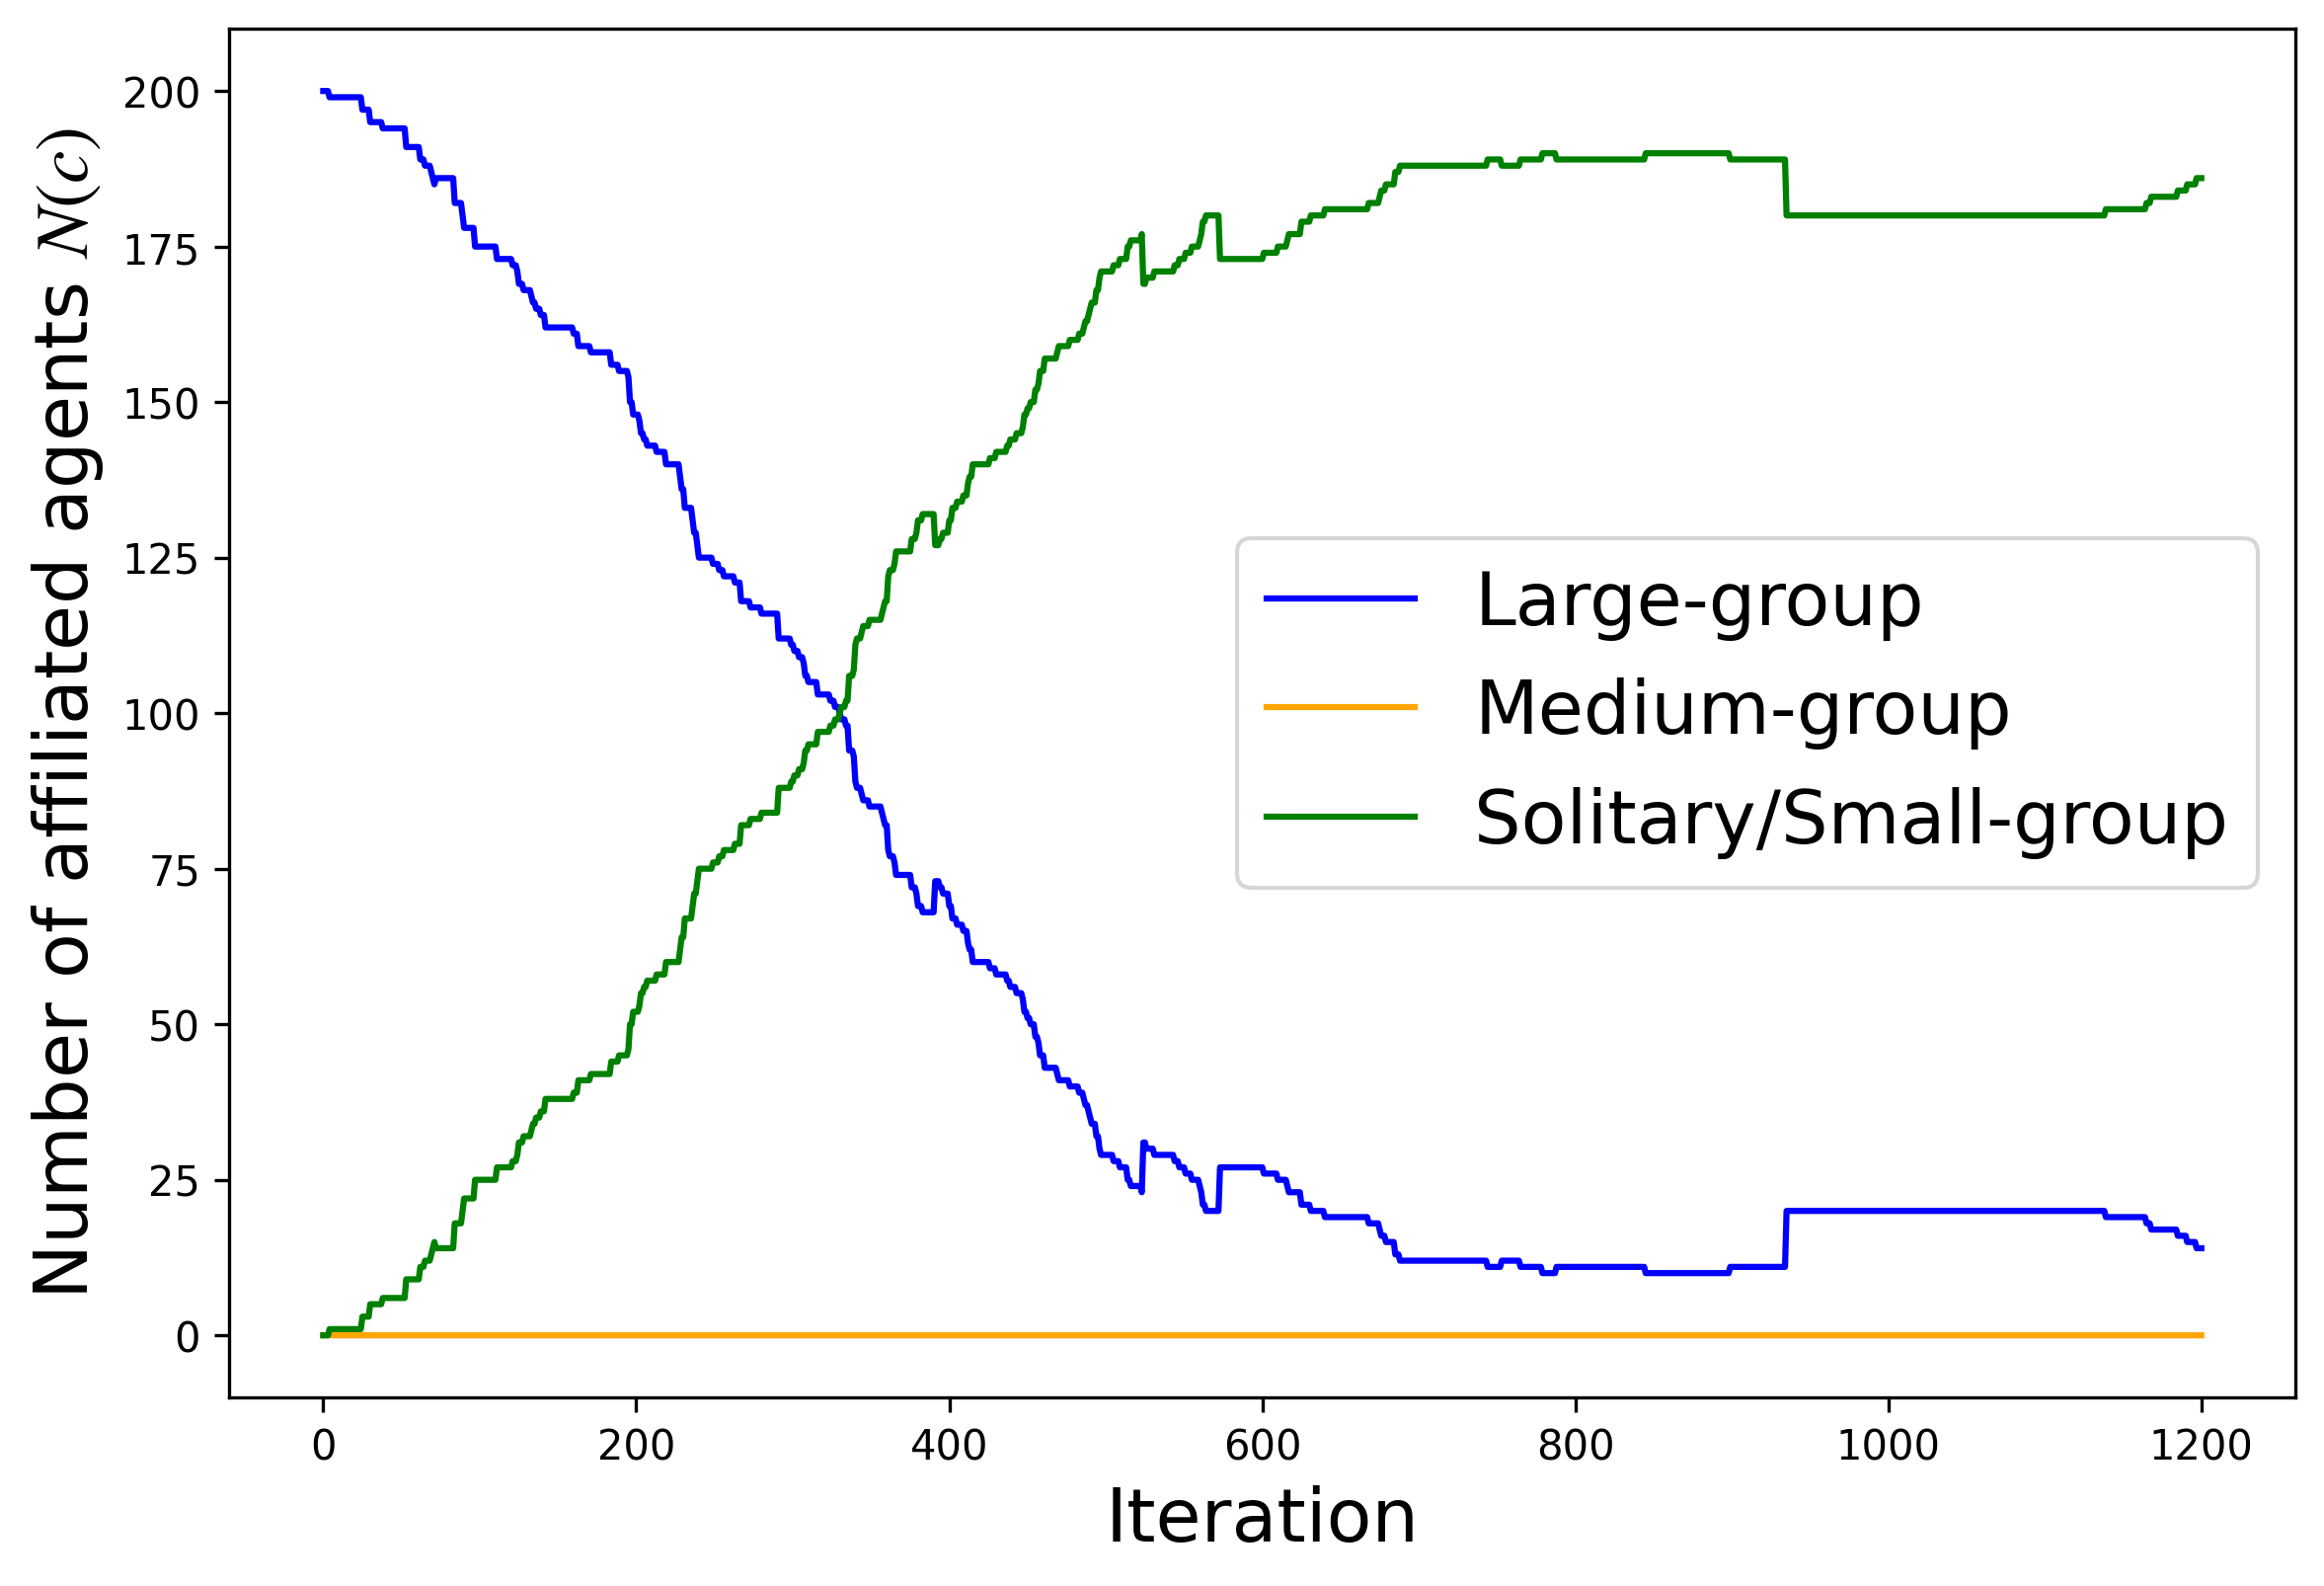 Number of affiliated agents N(c)
200
175
150
125
100
75
50
25
0
Large-group
Medium-group
Solitary/Small-group
0 200 400 600 800 1000 1200
Iteration